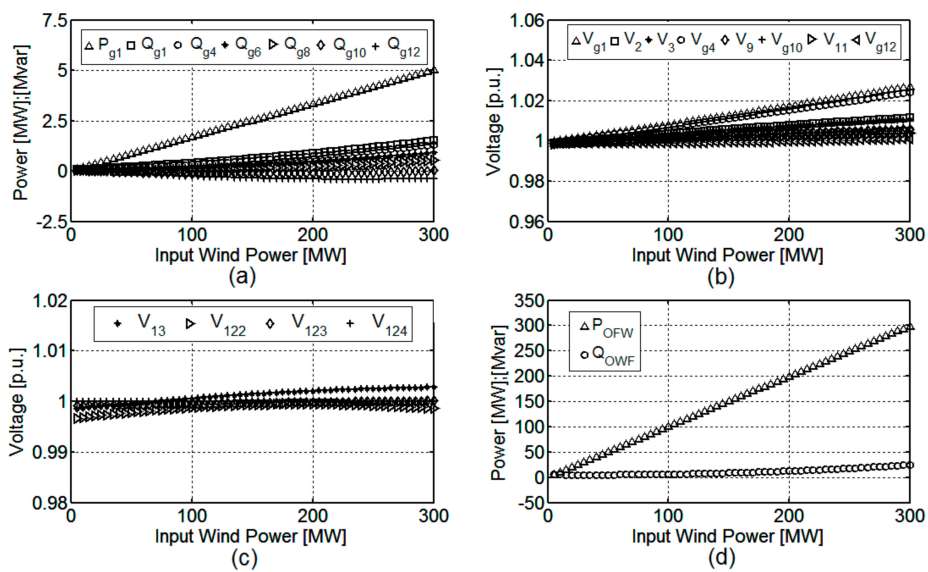 P_g1 Q_g1 Q_g4 Q_g6 Q_g8 Q_g10 Q_g12
7.5
5
2.5
0
-2.5
Power [MW];[Mvar]
0 100 200 300
Input Wind Power [MW]
(a)
V_g1 V_2 V_3 V_g4 V_9 V_g10 V_11 V_g12
1.06
1.04
1.02
1
0.98
0.96
Voltage [p.u.]
0 100 200 300
Input Wind Power [MW]
(b)
V_13 V_122 V_123 V_124
1.02
1.01
1
0.99
0.98
Voltage [p.u.]
0 100 200 300
Input Wind Power [MW]
(c)
P_OFW
Q_OWF
350
300
250
200
150
100
50
0
-50
Power [MW];[Mvar]
0 100 200 300
Input Wind Power [MW]
(d)